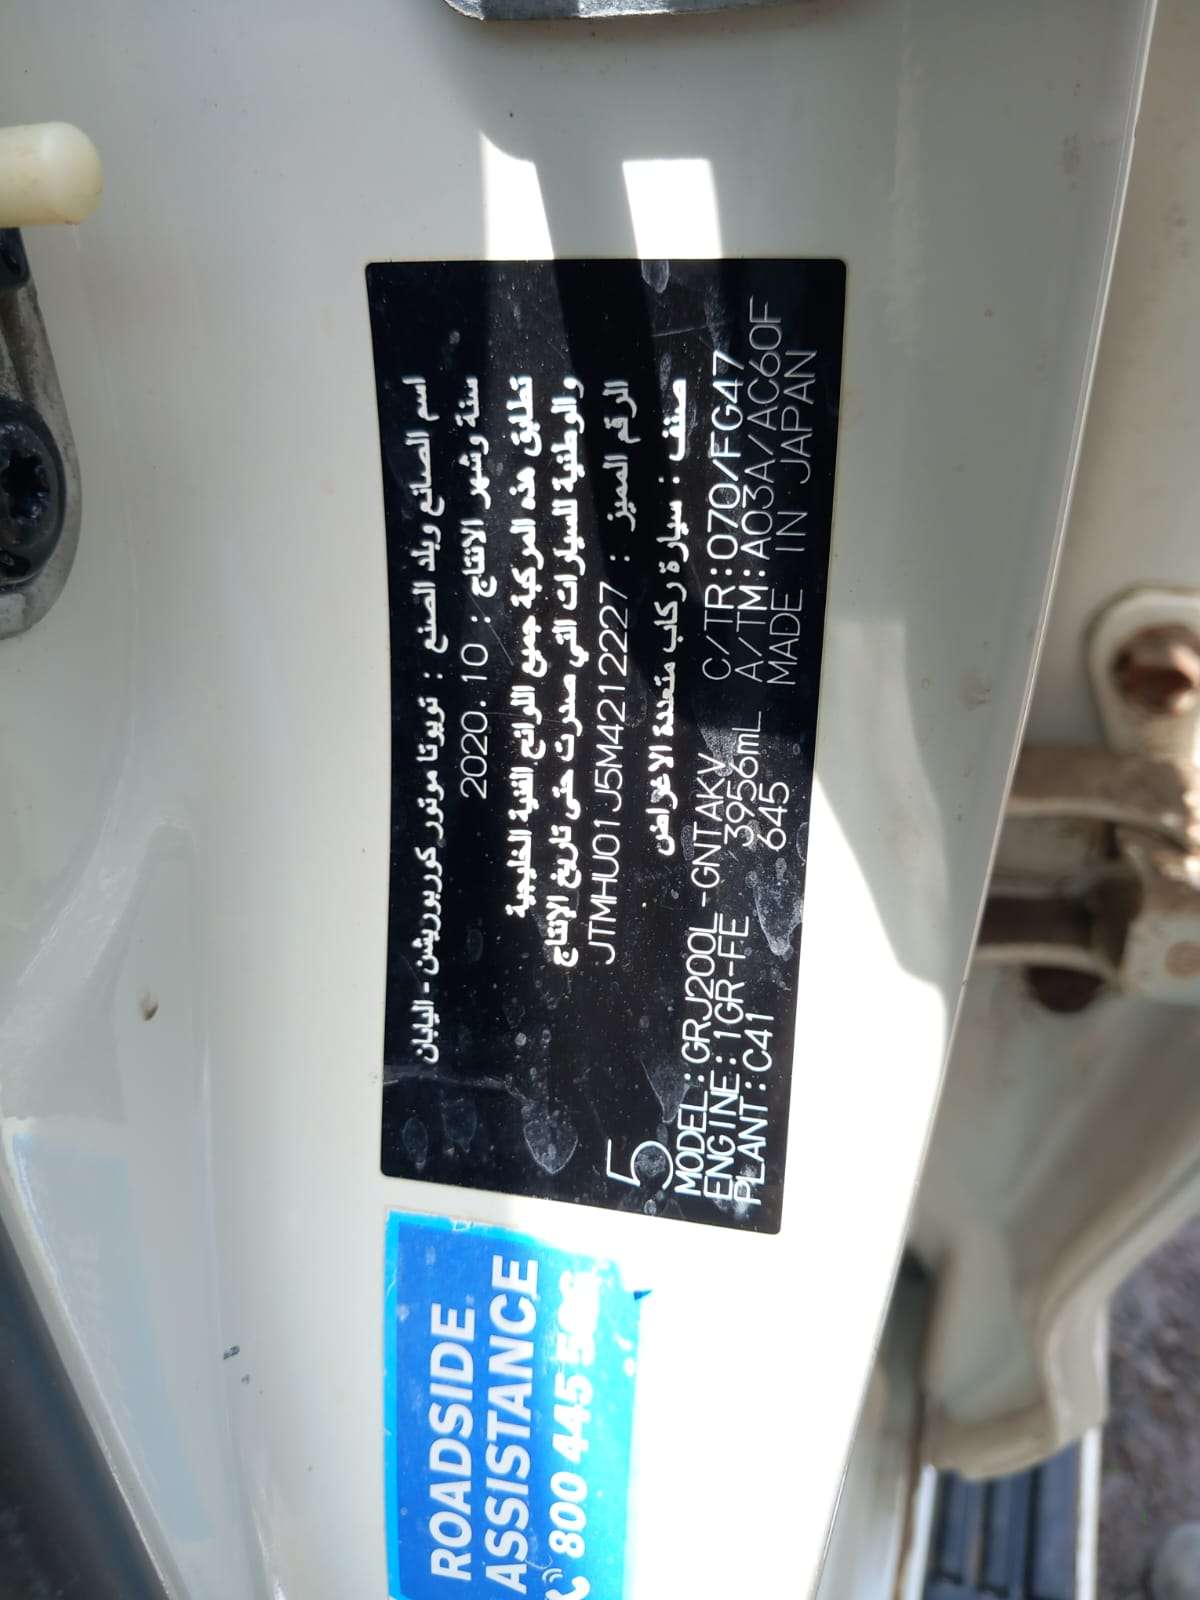 اسم الصانع وبلد الصنع : تويوتا موتور كوربوريشن - اليابان
سنة وشهر الانتاج : 2020.10
تطابق هذه المركبة جميع اللوائح الفنية الخليجية
والوطنية للسيارات التي صدرت حتى تاريخ الإنتاج
الرقم المميز : JTMHU01J5M4212227
5 صنف : سيارة ركاب متعددة الاغراض
MODEL:GRJ200L-GNTAKV C/TR:070/FG47
ENGINE:1GR-FE 3956mL A/TM:A03A/AC60F
PLANT:C41 645 MADE IN JAPAN
ROADSIDE
ASSISTANCE
800 445